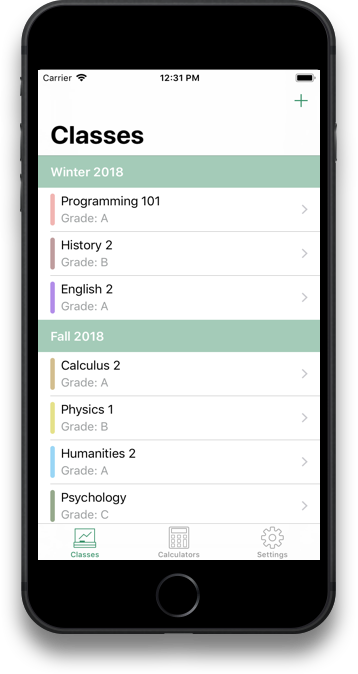 Carrier 12:31 PM
+
Classes
Winter 2018
Programming 101
Grade: A
History 2
Grade: B
English 2
Grade: A
Fall 2018
Calculus 2
Grade: A
Physics 1
Grade: B
Humanities 2
Grade: A
Psychology
Grade: C
Classes Calculators Settings